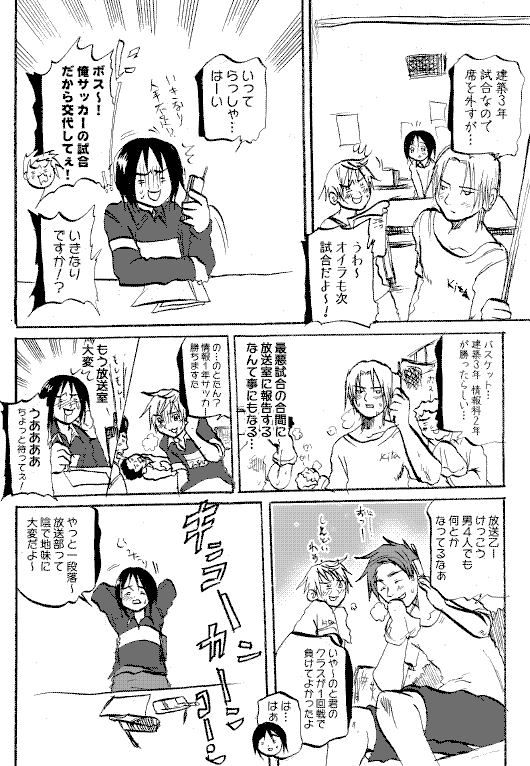 建築3年
試合なので
席を外すが…
うわ～
オイラも次
試合だよ～！
Kita
いって
らっしゃ…
はーい
いきなり
ボス～！
俺サッカーの試合
だから交代してぇ！
いきなり
ですか！？
バスケット…
建築3年 情報科2年
が勝ったらしい…
Kita
最悪試合の合間に
放送室に報告する
なんて事にもなる…
の…のとたん？
情報1年サッカー
勝ちますた
もう放送室
大変て
うああああ
ちょっと待ってぇ！
放送乙ー
けっこう
男4人でも
何とか
なってるなぁ
しんどい
わぁ
いや～のと君の
クラスが1回戦で
負けてよかったよ
は…
はぁ
キーンコーン
カーンコーン
やっと一段落～
放送部って
陰で地味に
大変だよ～